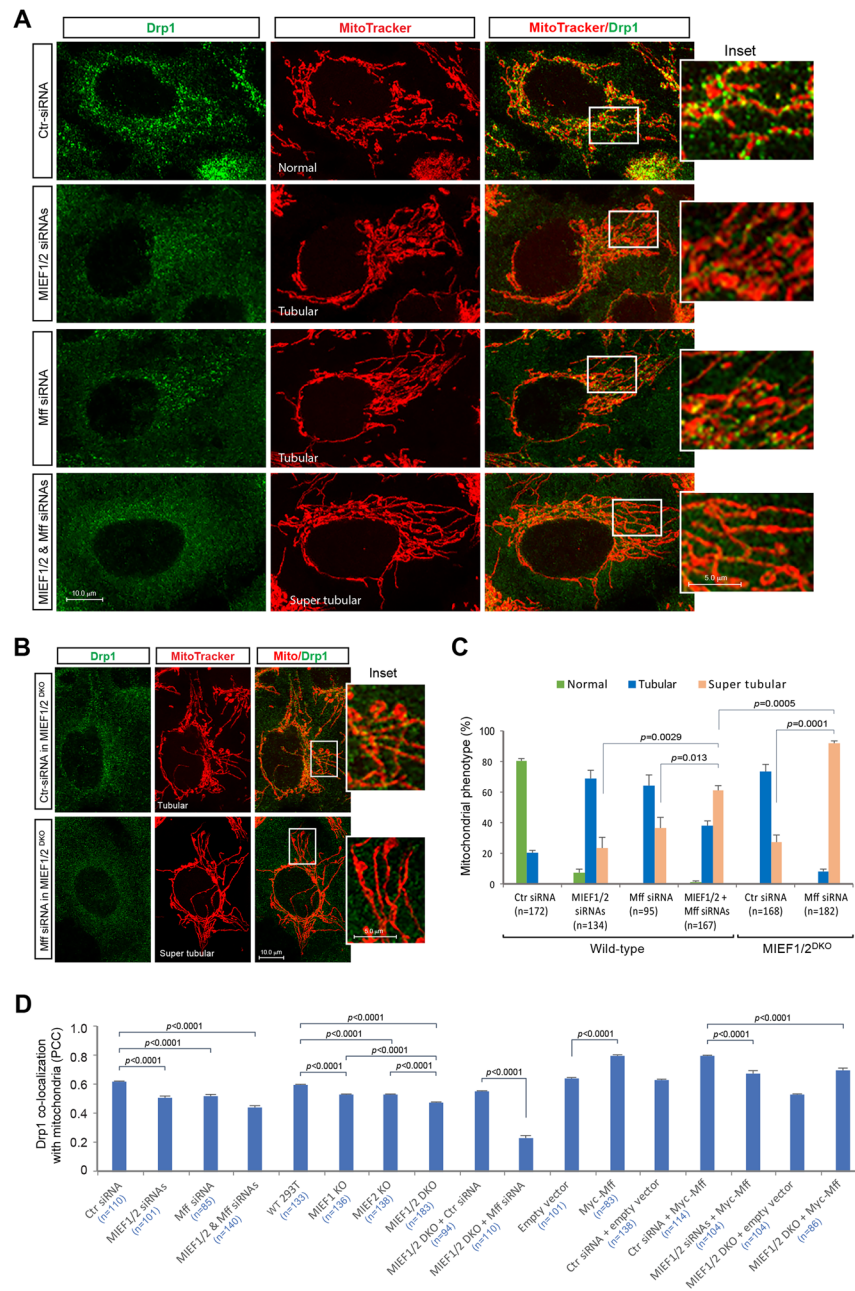 A
Drp1
MitoTracker
MitoTracker/Drp1
Inset
Ctr-siRNA
Normal
MIEF1/2 siRNAs
Tubular
Mff siRNA
Tubular
MIEF1/2 & Mff siRNAs
10.0 μm
Super tubular
5.0 μm
B
Drp1
MitoTracker
Mito/Drp1
Inset
Ctr-siRNA in MIEF1/2 DKO
Tubular
Mff siRNA in MIEF1/2 DKO
Super tubular
10.0 μm
5.0 μm
C
Normal
Tubular
Super tubular
Mitochondrial phenotype (%)
100
80
60
40
20
0
p=0.0005
p=0.0029
p=0.0001
p=0.013
Ctr siRNA
(n=172)
MIEF1/2
siRNAs
(n=134)
Mff siRNA
(n=95)
MIEF1/2 +
Mff siRNAs
(n=167)
Ctr siRNA
(n=168)
Mff siRNA
(n=182)
Wild-type
MIEF1/2DKO
D
Drp1 co-localization
with mitochondria (PCC)
1.0
0.8
0.6
0.4
0.2
0
p<0.0001
p<0.0001
p<0.0001
p<0.0001
p<0.0001
p<0.0001
p<0.0001
p<0.0001
p<0.0001
p<0.0001
p<0.0001
p<0.0001
Ctr siRNA
(n=110)
MIEF1/2 siRNAs
(n=101)
Mff siRNA
(n=85)
MIEF1/2 & Mff siRNAs
(n=140)
WT 293T
(n=133)
MIEF1 KO
(n=136)
MIEF2 KO
(n=138)
MIEF1/2 DKO
(n=183)
MIEF1/2 DKO + Ctr siRNA
(n=94)
MIEF1/2 DKO + Mff siRNA
(n=110)
Empty vector
(n=101)
Myc-Mff
(n=83)
Ctr siRNA + empty vector
(n=138)
Ctr siRNA + Myc-Mff
(n=114)
MIEF1/2 siRNAs + Myc-Mff
(n=104)
MIEF1/2 DKO + empty vector
(n=104)
MIEF1/2 DKO + Myc-Mff
(n=86)